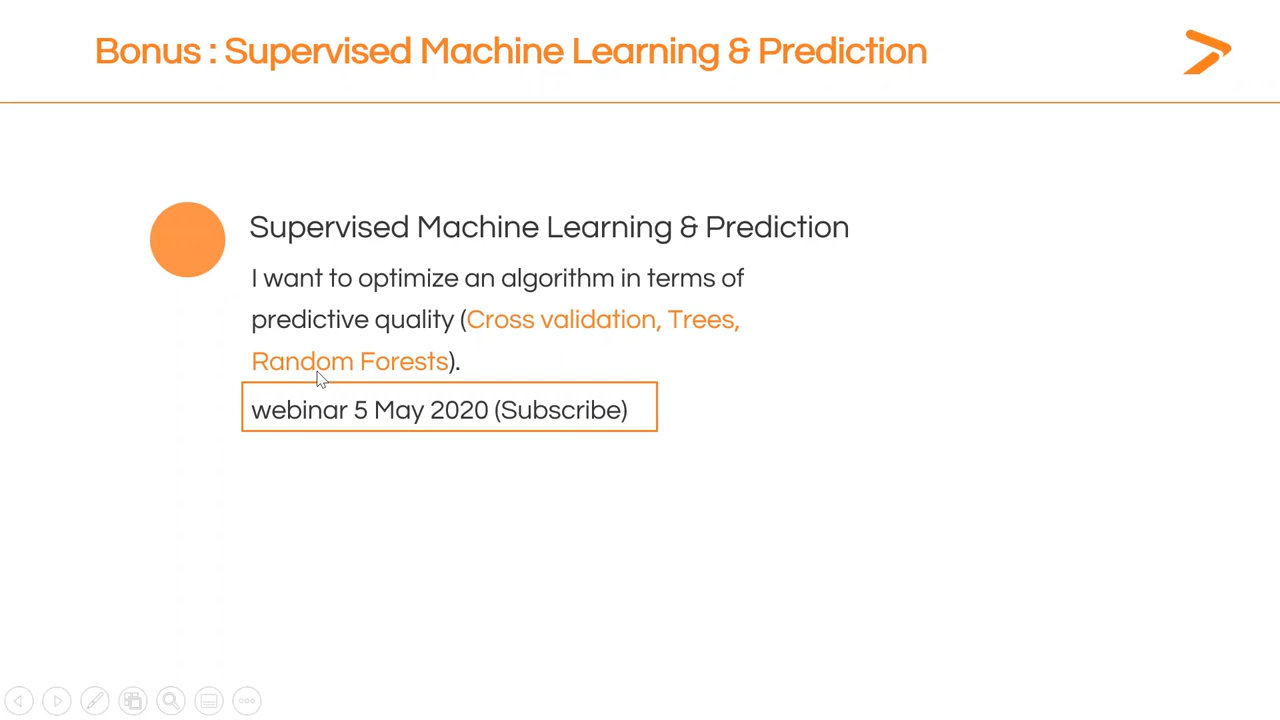 Bonus : Supervised Machine Learning & Prediction
Supervised Machine Learning & Prediction
I want to optimize an algorithm in terms of
predictive quality (Cross validation, Trees,
Random Forests).
webinar 5 May 2020 (Subscribe)